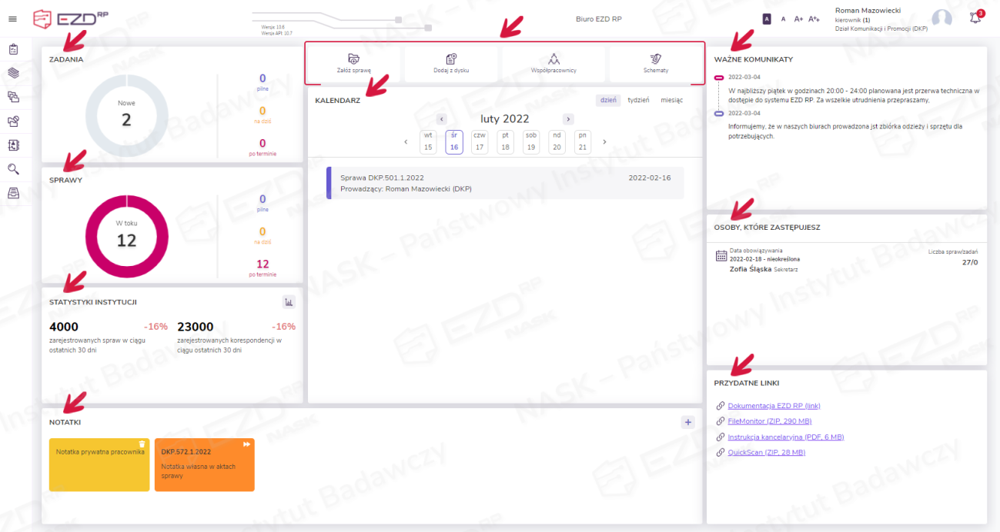 EZD RP
Wersja: 10.6
Wersja API: 10.7
Biuro EZD RP
A A A+ A++
Roman Mazowiecki
kierownik (1)
Dział Komunikacji i Promocji (DKP)
3
ZADANIA
Nowe
2
0
pilne
0
na dziś
0
po terminie
SPRAWY
W toku
12
0
pilne
0
na dziś
12
po terminie
STATYSTYKI INSTYTUCJI
4000 -16%
zarejestrowanych spraw w ciągu
ostatnich 30 dni
23000 -16%
zarejestrowanych korespondencji w
ciągu ostatnich 30 dni
Załóż sprawę
Dodaj z dysku
Współpracownicy
Schematy
KALENDARZ
dzień tydzień miesiąc
luty 2022
wt śr czw pt sob nd pn
15 16 17 18 19 20 21
Sprawa DKP.501.1.2022 2022-02-16
Prowadzący: Roman Mazowiecki (DKP)
WAŻNE KOMUNIKATY
2022-03-04
W najbliższy piątek w godzinach 20:00 - 24:00 planowana jest przerwa techniczna w
dostępie do systemu EZD RP. Za wszelkie utrudnienia przepraszamy,
2022-03-04
Informujemy, że w naszych biurach prowadzona jst zbiórka odzieży i sprzętu dla
potrzebujących.
OSOBY, KTÓRE ZASTĘPUJESZ
Data obowiązywania
2022-02-18 - nieokreślona
Zofia Śląska Sekretarz
Liczba spraw/zadań
27/0
PRZYDATNE LINKI
Dokumentacja EZD RP (link)
FileMonitor (ZIP, 290 MB)
Instrukcja kancelaryjna (PDF, 6 MB)
QuickScan (ZIP, 28 MB)
NOTATKI
+
Notatka prywatna pracownika
DKP.572.1.2022
Notatka własna w aktach
sprawy
NASK - Państwowy Instytut Badawczy